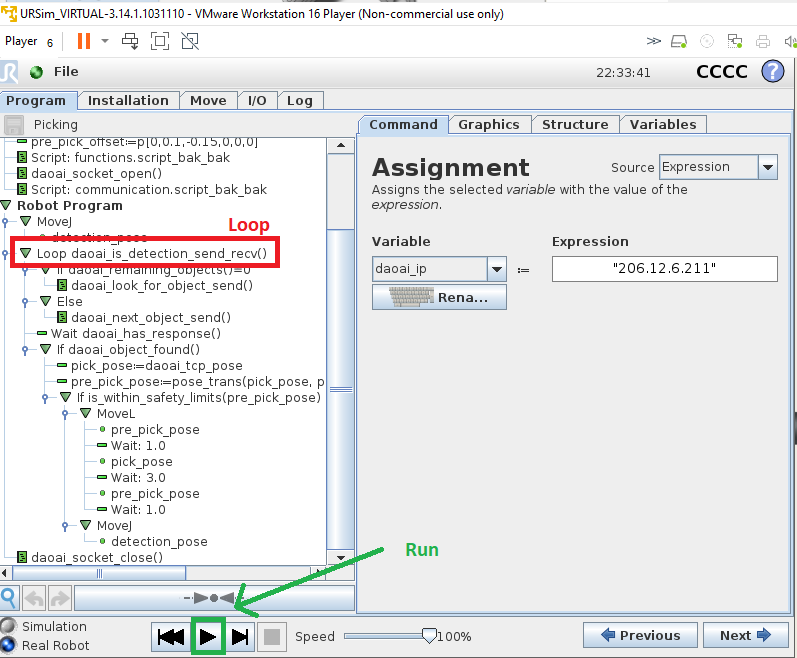 URSim_VIRTUAL-3.14.1.1031110 - VMware Workstation 16 Player (Non-commercial use only)
Player 6
File 22:33:41 CCCC ?
Program Installation Move I/O Log
Picking
pre_pick_offset:=p[0,0.1,-0.15,0,0,0]
Script: functions.script_bak_bak
daoai_socket_open()
Script: communication.script_bak_bak
Robot Program
MoveJ
detection_pose
Loop
Loop daoai_is_detection_send_recv()
If daoai_remaining_objects()=0
daoai_look_for_object_send()
Else
daoai_next_object_send()
Wait daoai_has_response()
If daoai_object_found()
pick_pose:=daoai_tcp_pose
pre_pick_pose:=pose_trans(pick_pose, p
If is_within_safety_limits(pre_pick_pose)
MoveL
pre_pick_pose
Wait: 1.0
pick_pose
Wait: 3.0
pre_pick_pose
Wait: 1.0
MoveJ
detection_pose
daoai_socket_close()
Command Graphics Structure Variables
Assignment
Source Expression
Assigns the selected variable with the value of the
expression.
Variable Expression
daoai_ip := "206.12.6.211"
Rena...
Run
Simulation
Real Robot
Speed 100%
Previous Next